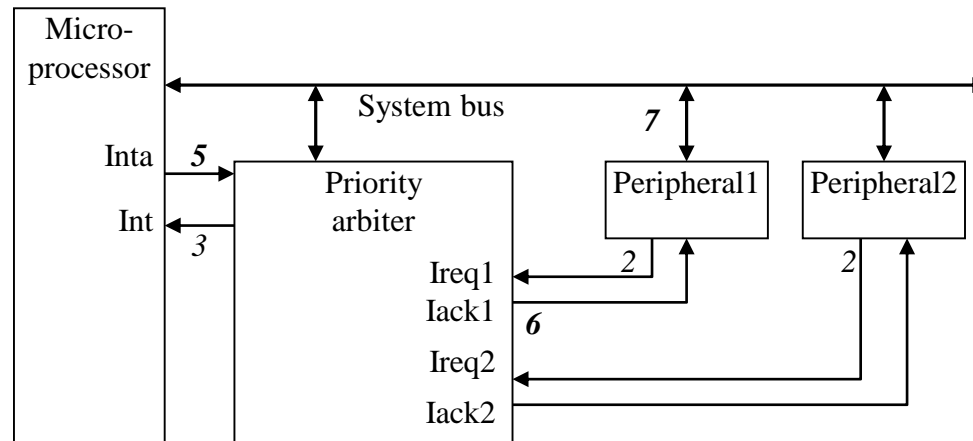 Micro-
processor
System bus
7
Inta
5
Priority
arbiter
Peripheral1
Peripheral2
Int
3
2
2
Ireq1
Iack1
6
Ireq2
Iack2